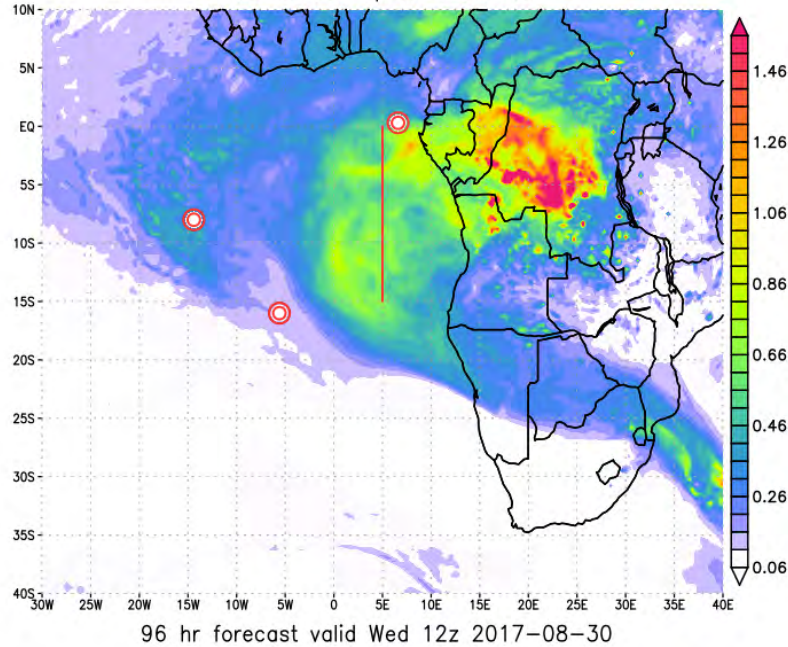 10N
5N
EQ
5S
10S
15S
20S
25S
30S
35S
40S
30W 25W 20W 15W 10W 5W 0 5E 10E 15E 20E 25E 30E 35E 40E
1.46
1.26
1.06
0.86
0.66
0.46
0.26
0.06
96 hr forecast valid Wed 12z 2017-08-30